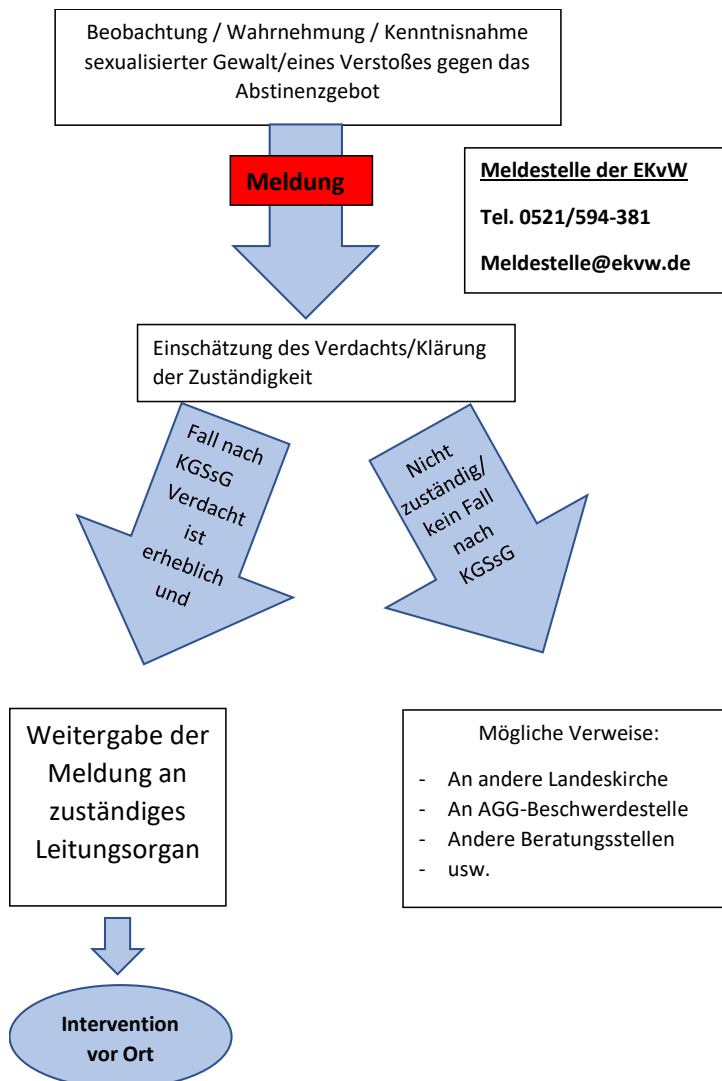 Beobachtung / Wahrnehmung / Kenntnisnahme
sexualisierter Gewalt/eines Verstoßes gegen das
Abstinenzgebot
Meldung
Meldestelle der EKvW
Tel. 0521/594-381
Meldestelle@ekvw.de
Einschätzung des Verdachts/Klärung
der Zuständigkeit
Fall nach
KGSsG
Verdacht
ist
erheblich
und
Nicht
zuständig/
kein Fall
nach
KGSsG
Weitergabe der
Meldung an
zuständiges
Leitungsorgan
Mögliche Verweise:
- An andere Landeskirche
- An AGG-Beschwerdestelle
- Andere Beratungsstellen
- usw.
Intervention
vor Ort